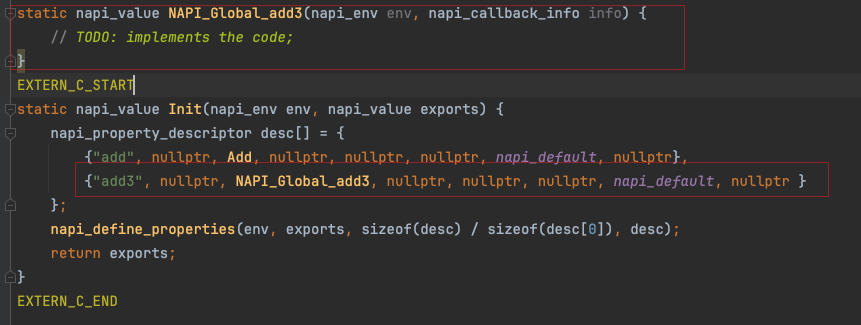 static napi_value NAPI_Global_add3(napi_env env, napi_callback_info info) {
    // TODO: implements the code;
}
EXTERN_C_START
static napi_value Init(napi_env env, napi_value exports) {
    napi_property_descriptor desc[] = {
        {"add", nullptr, Add, nullptr, nullptr, nullptr, napi_default, nullptr},
        {"add3", nullptr, NAPI_Global_add3, nullptr, nullptr, nullptr, napi_default, nullptr }
    };
    napi_define_properties(env, exports, sizeof(desc) / sizeof(desc[0]), desc);
    return exports;
}
EXTERN_C_END